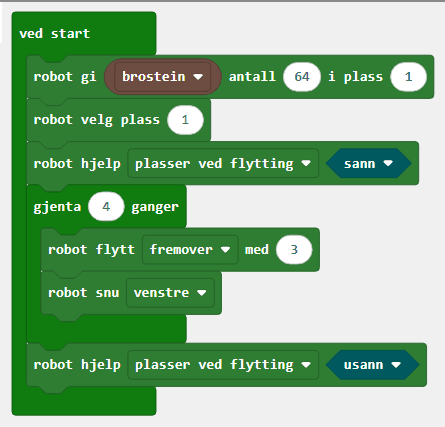 ved start
robot gi brostein antall 64 i plass 1
robot velg plass 1
robot hjelp plasser ved flytting sann
gjenta 4 ganger
robot flytt fremover med 3
robot snu venstre
robot hjelp plasser ved flytting usann